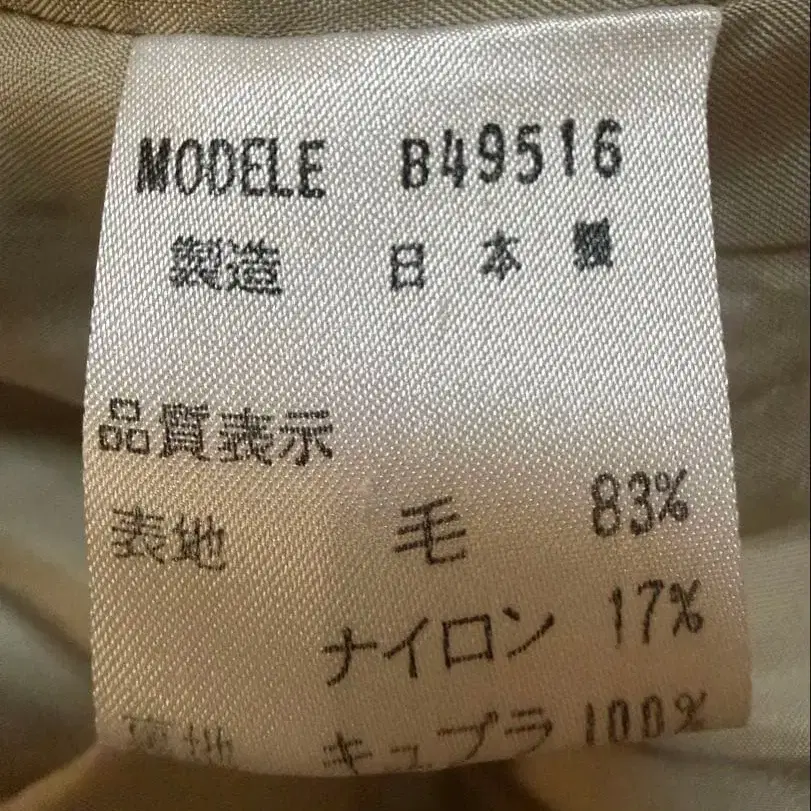 MODELE B49516
製造 日本製
品質表示
表地 毛 83%
ナイロン 17%
裏地 キュプラ 100%